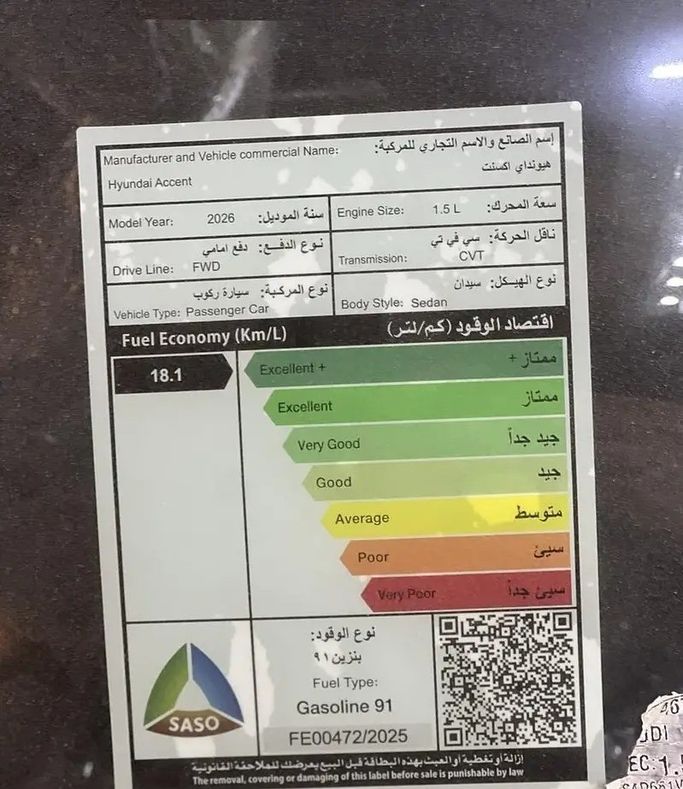 Manufacturer and Vehicle commercial Name: إسم الصانع والاسم التجاري للمركبة:
Hyundai Accent هيونداي اكسنت
Model Year: 2026 سنة الموديل:
Engine Size: 1.5 L سعة المحرك:
نوع الدفـع: دفع امامي
Drive Line: FWD
ناقل الحركة: سي في تي
Transmission: CVT
نوع المركبة: سيارة ركوب
Vehicle Type: Passenger Car
نوع الهيكل: سيدان
Body Style: Sedan
Fuel Economy (Km/L) اقتصاد الوقود (كم/لتر)
18.1
Excellent + ممتاز +
Excellent ممتاز
Very Good جيد جداً
Good جيد
Average متوسط
Poor سيئ
Very Poor سيئ جداً
SASO
نوع الوقود:
بنزين ٩١
Fuel Type:
Gasoline 91
FE00472/2025
إزالة أو تغطية أو العبث بهذه البطاقة قبل البيع يعرضك للملاحقة القانونية
The removal, covering or damaging of this label before sale is punishable by law